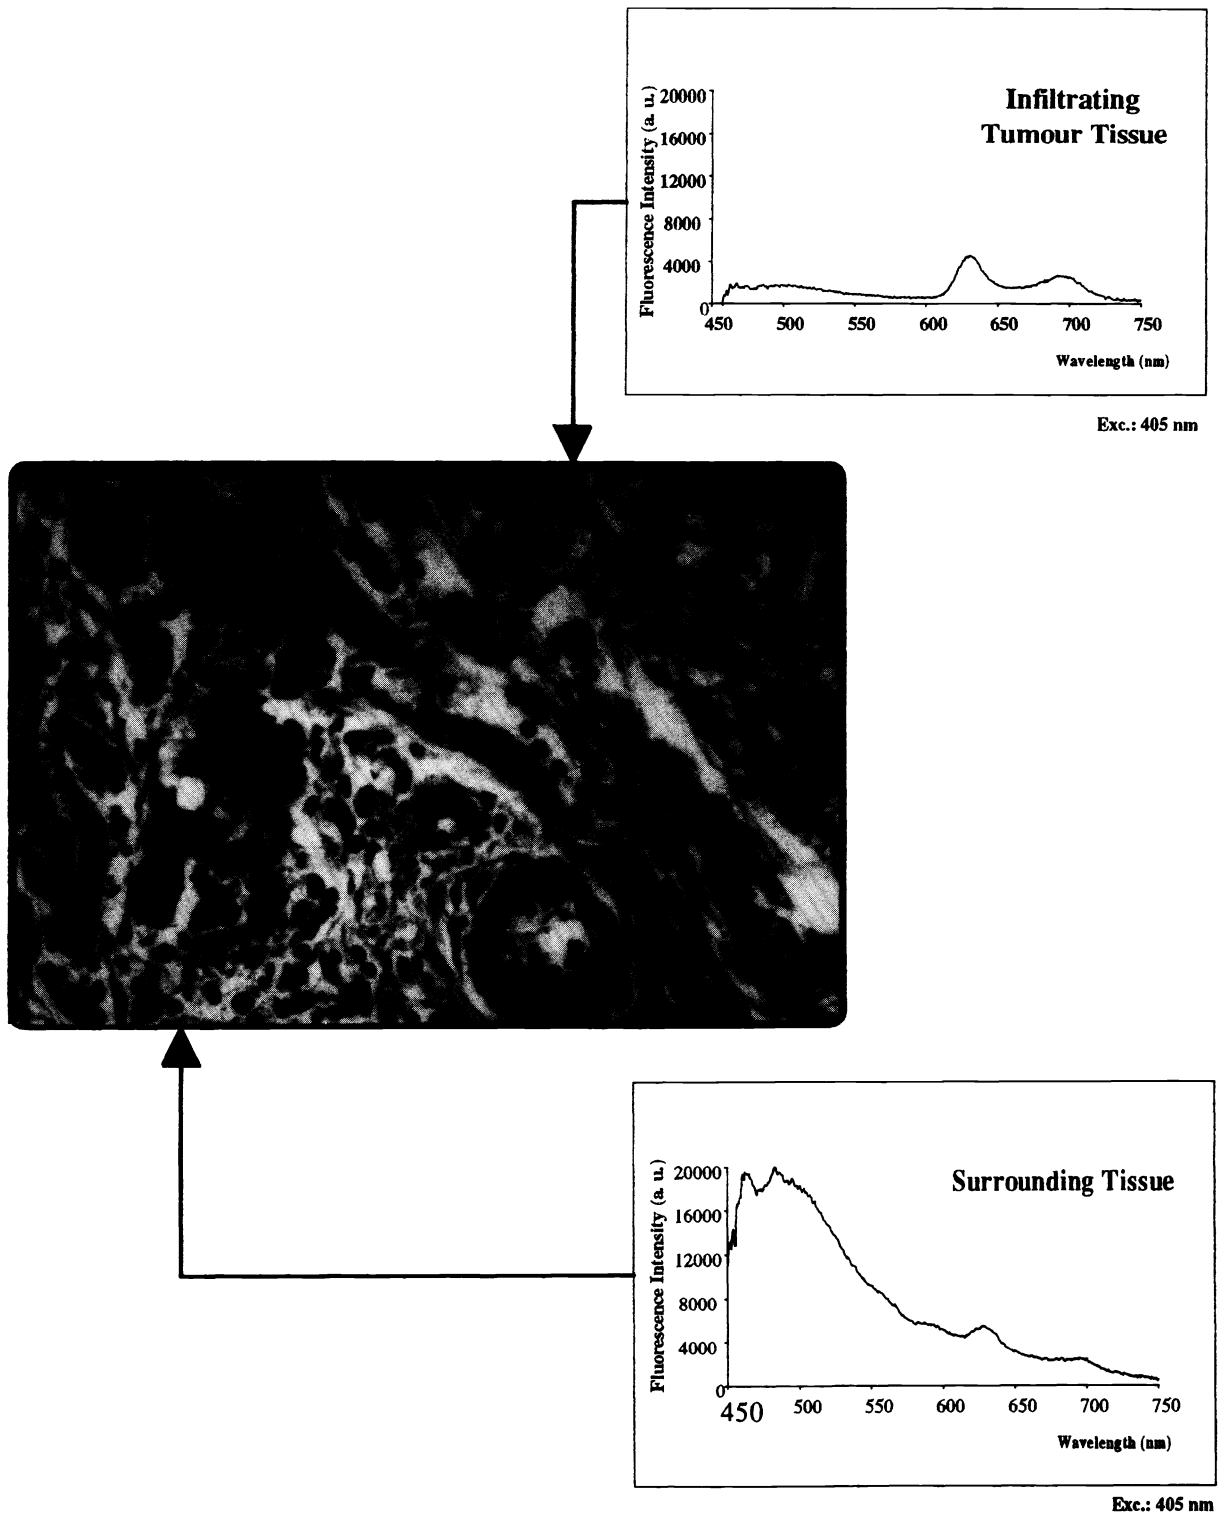 Infiltrating
Tumour Tissue
Fluorescence Intensity (a. u.)
20000
16000
12000
8000
4000
0
450 500 550 600 650 700 750
Wavelength (nm)
Exc.: 405 nm
Surrounding Tissue
Fluorescence Intensity (a. u.)
20000
16000
12000
8000
4000
0
450 500 550 600 650 700 750
Wavelength (nm)
Exc.: 405 nm